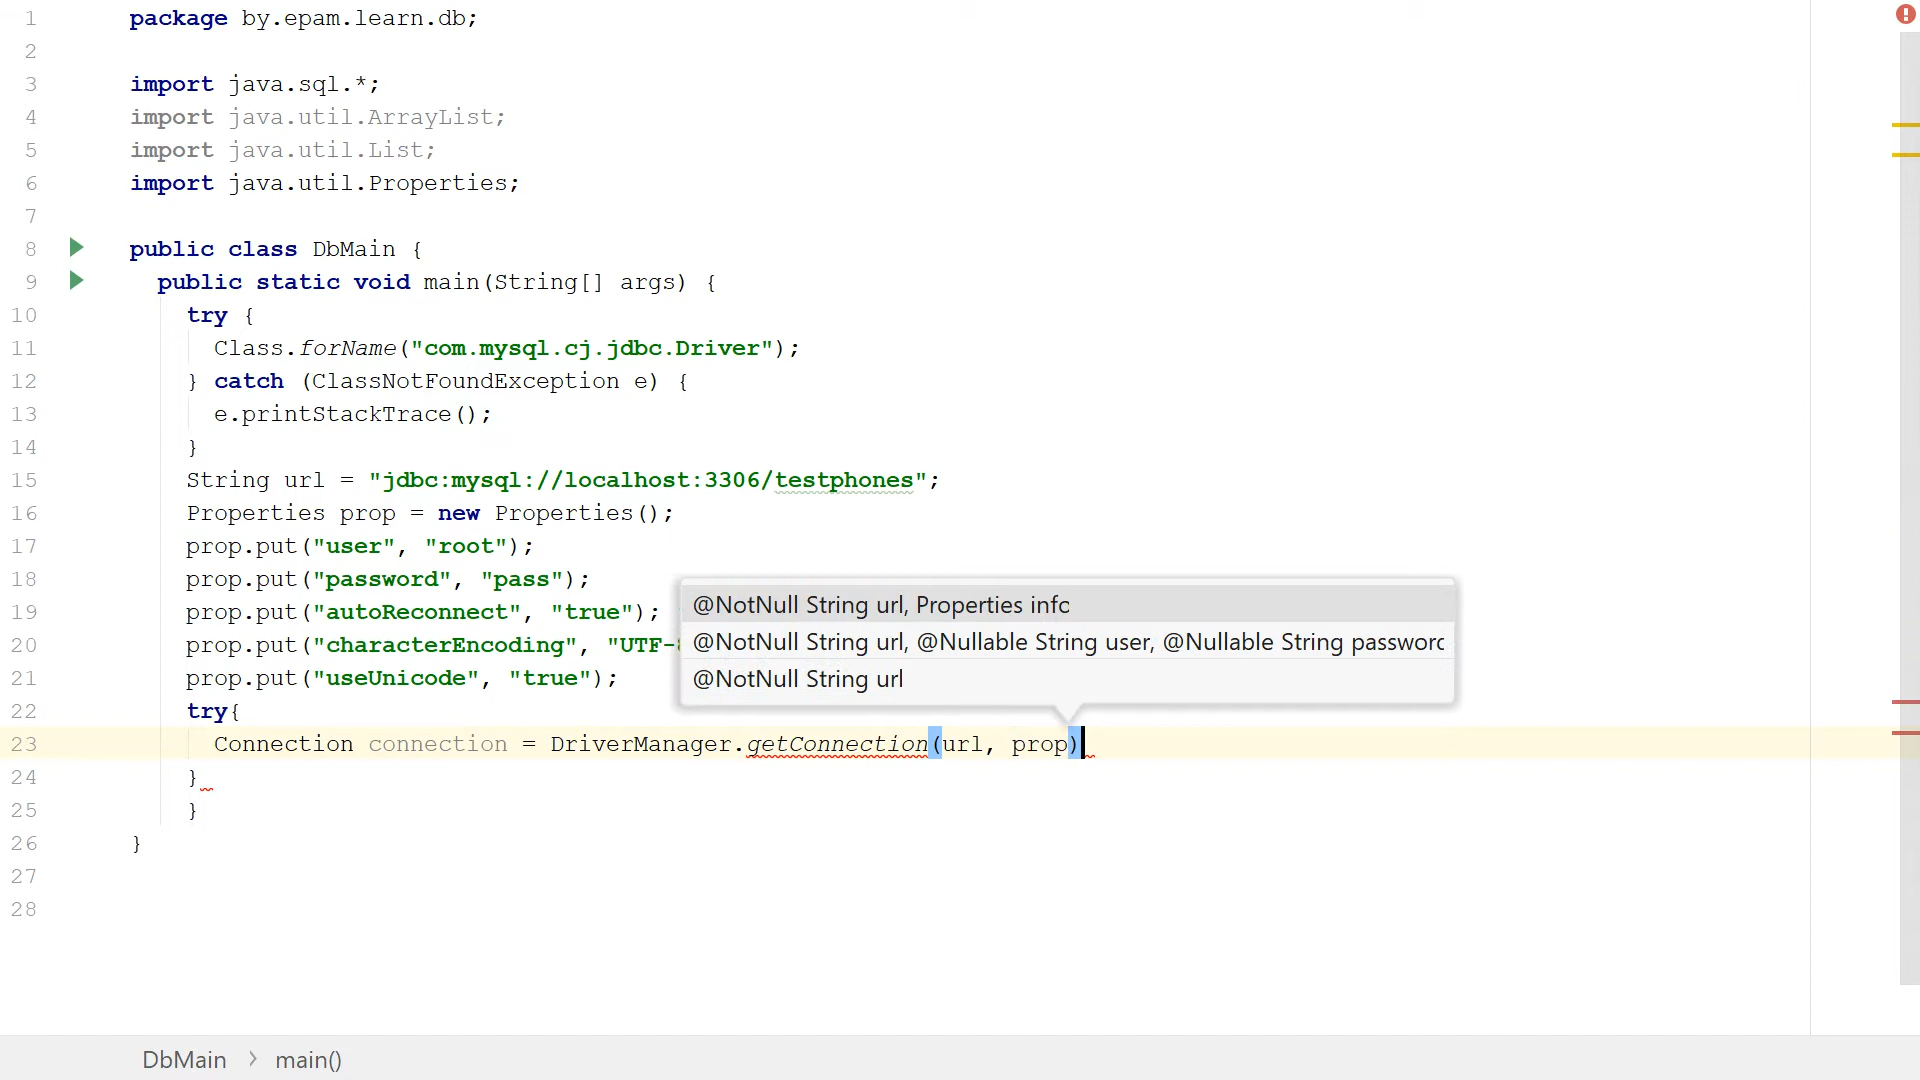 1 package by.epam.learn.db;
2
3 import java.sql.*;
4 import java.util.ArrayList;
5 import java.util.List;
6 import java.util.Properties;
7
8 public class DbMain {
9 public static void main(String[] args) {
10 try {
11 Class.forName("com.mysql.cj.jdbc.Driver");
12 } catch (ClassNotFoundException e) {
13 e.printStackTrace();
14 }
15 String url = "jdbc:mysql://localhost:3306/testphones";
16 Properties prop = new Properties();
17 prop.put("user", "root");
18 prop.put("password", "pass");
19 prop.put("autoReconnect", "true");
20 prop.put("characterEncoding", "UTF-
21 prop.put("useUnicode", "true");
@NotNull String url, Properties info
@NotNull String url, @Nullable String user, @Nullable String password
@NotNull String url
22 try{
23 Connection connection = DriverManager.getConnection(url, prop)
24 }
25 }
26 }
27
28
DbMain > main()